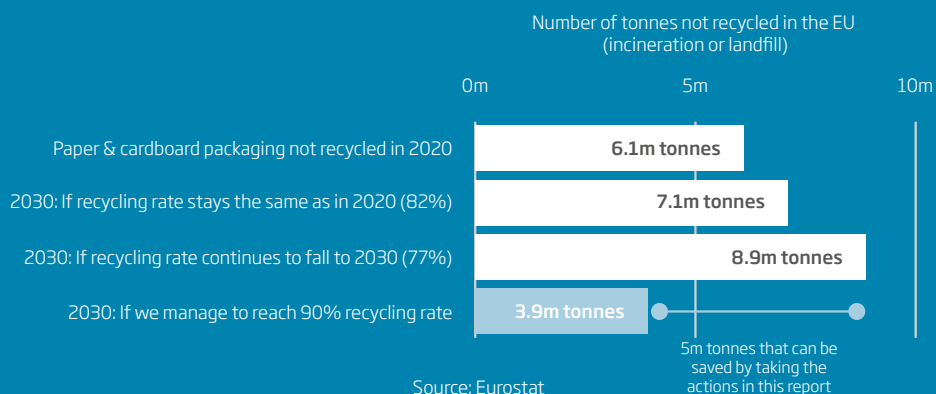 Number of tonnes not recycled in the EU
(incineration or landfill)
0m 5m 10m
Paper & cardboard packaging not recycled in 2020 6.1m tonnes
2030: If recycling rate stays the same as in 2020 (82%) 7.1m tonnes
2030: If recycling rate continues to fall to 2030 (77%) 8.9m tonnes
2030: If we manage to reach 90% recycling rate 3.9m tonnes
5m tonnes that can be
saved by taking the
actions in this report
Source: Eurostat